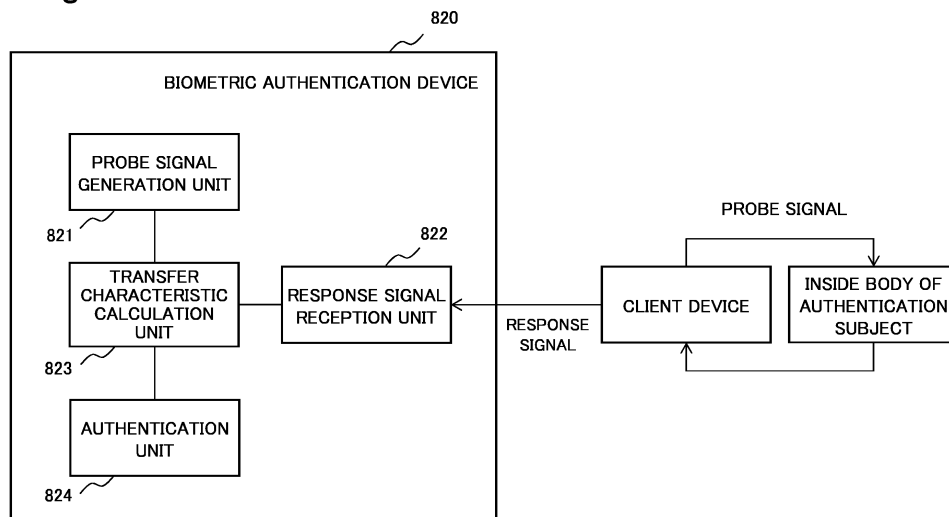 820
BIOMETRIC AUTHENTICATION DEVICE
PROBE SIGNAL
GENERATION UNIT
821
822
TRANSFER
CHARACTERISTIC
CALCULATION
UNIT
823
RESPONSE SIGNAL
RECEPTION UNIT
AUTHENTICATION
UNIT
824
RESPONSE
SIGNAL
PROBE SIGNAL
CLIENT DEVICE
INSIDE BODY OF
AUTHENTICATION
SUBJECT